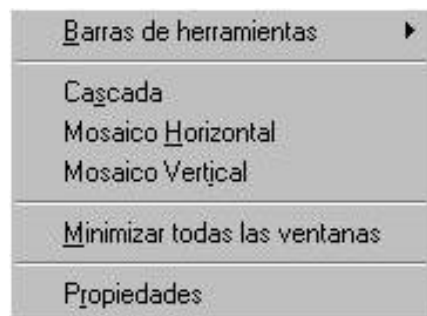 Barras de herramientas
Cascada
Mosaico Horizontal
Mosaico Vertical
Minimizar todas las ventanas
Propiedades